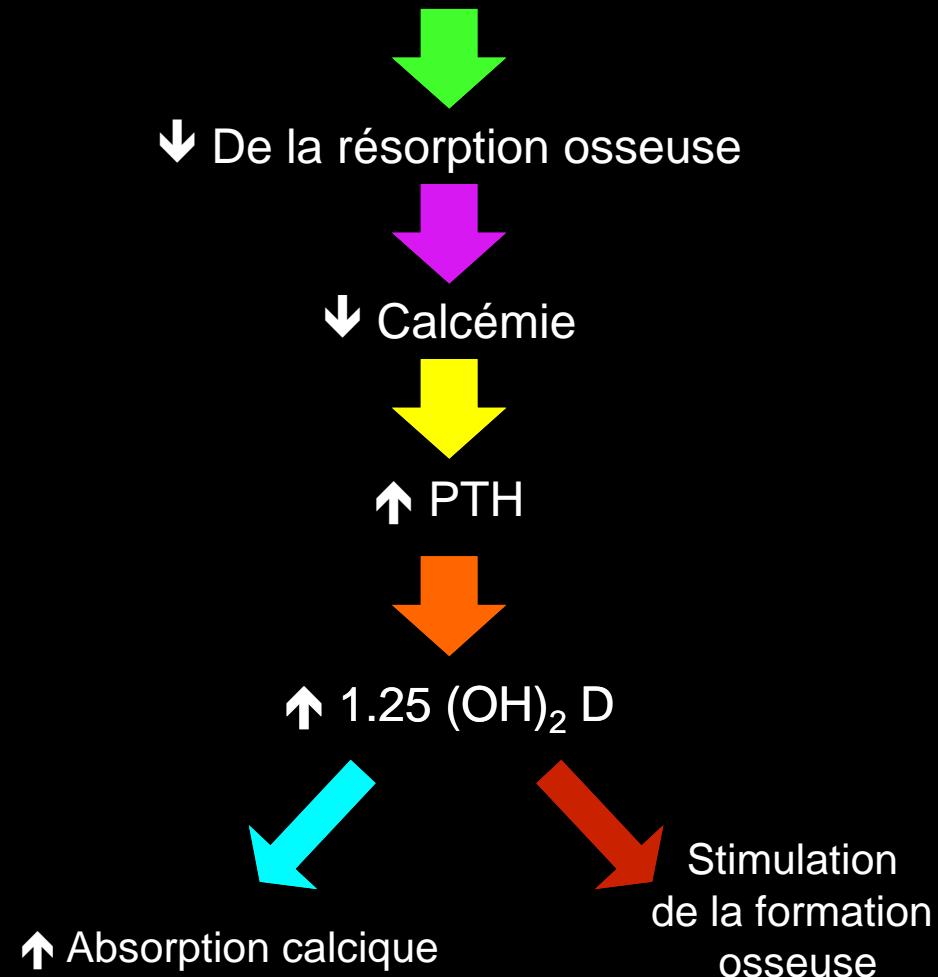 ↓ De la résorption osseuse
↓ Calcémie
↑ PTH
↑ 1.25 (OH)₂ D
↑ Absorption calcique
Stimulation
de la formation
osseuse